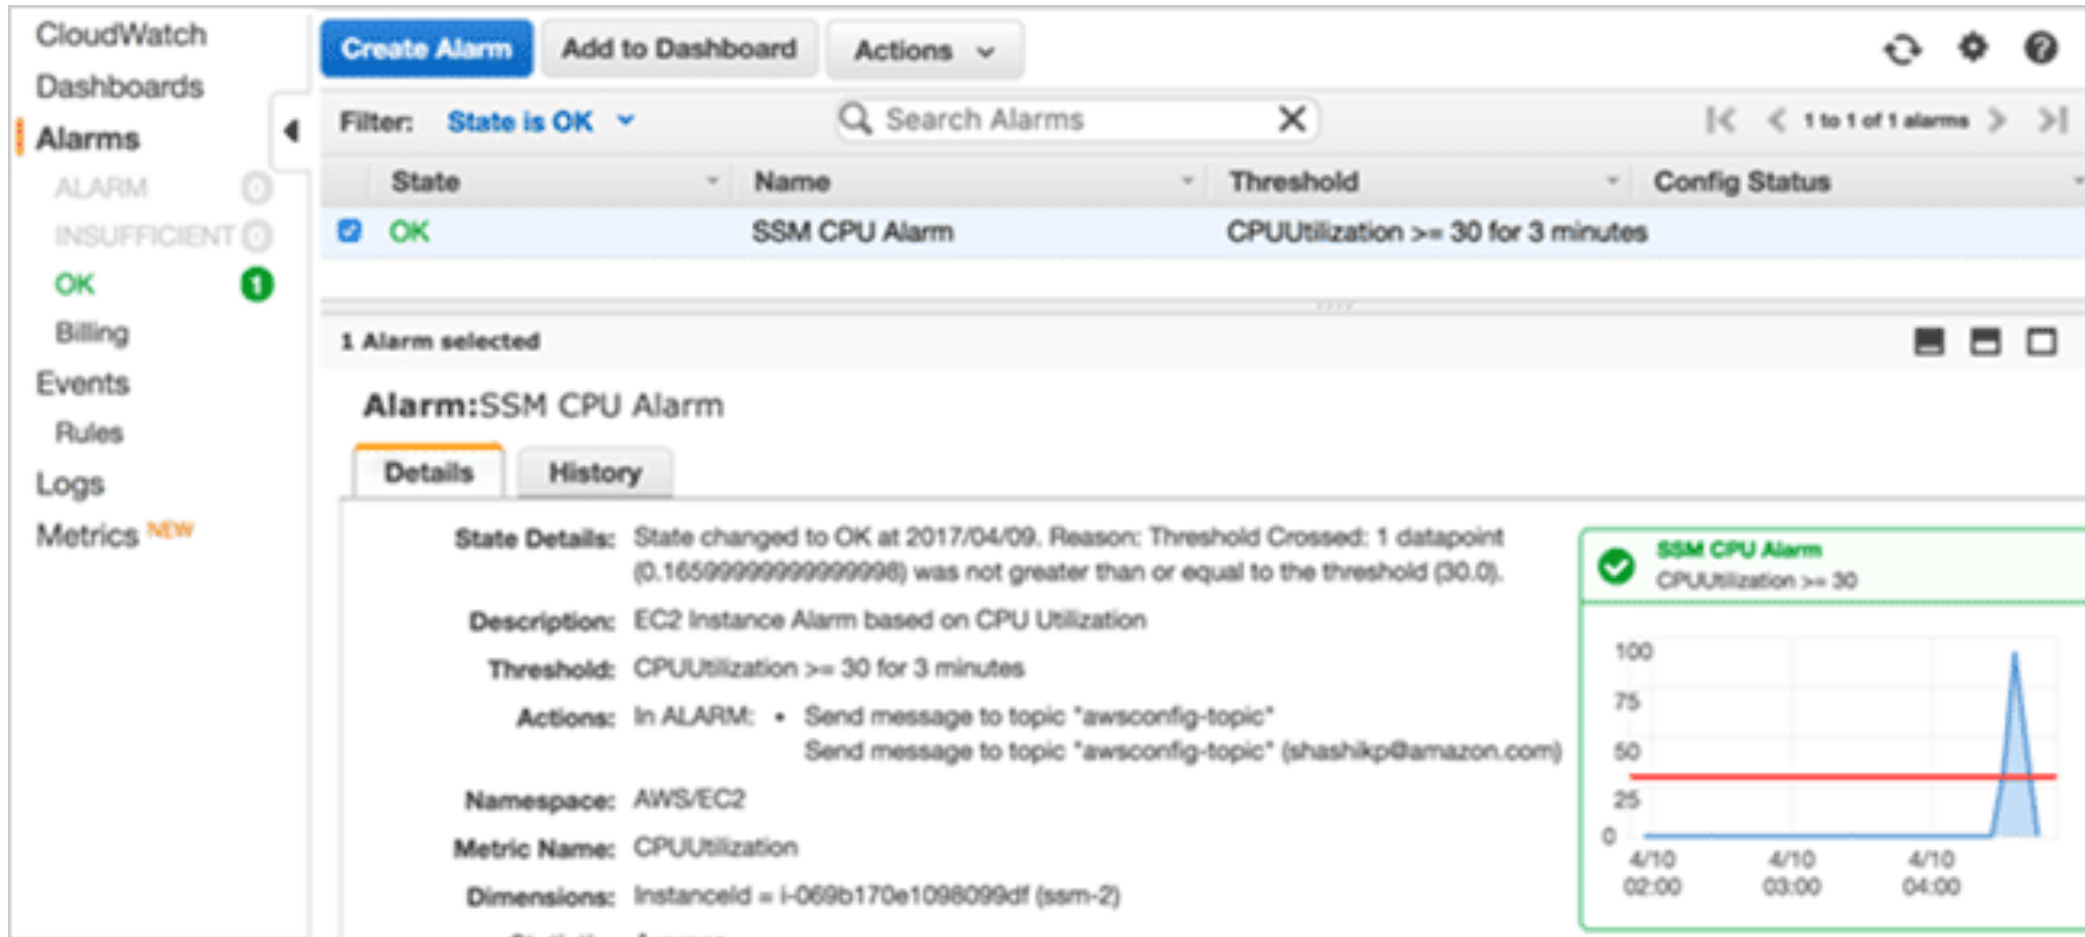 CloudWatch
Dashboards
Alarms
ALARM 0
INSUFFICIENT 0
OK 1
Billing
Events
Rules
Logs
Metrics NEW
Create Alarm Add to Dashboard Actions
Filter: State is OK Search Alarms 1 to 1 of 1 alarms
State Name Threshold Config Status
OK SSM CPU Alarm CPUUtilization >= 30 for 3 minutes
1 Alarm selected
Alarm:SSM CPU Alarm
Details History
State Details: State changed to OK at 2017/04/09. Reason: Threshold Crossed: 1 datapoint
(0.16599999999999998) was not greater than or equal to the threshold (30.0).
Description: EC2 Instance Alarm based on CPU Utilization
Threshold: CPUUtilization >= 30 for 3 minutes
Actions: In ALARM: • Send message to topic "awsconfig-topic"
Send message to topic "awsconfig-topic" (shashikp@amazon.com)
Namespace: AWS/EC2
Metric Name: CPUUtilization
Dimensions: InstanceId = i-069b170e1098099df (ssm-2)
SSM CPU Alarm
CPUUtilization >= 30
100
75
50
25
0
4/10 4/10 4/10
02:00 03:00 04:00